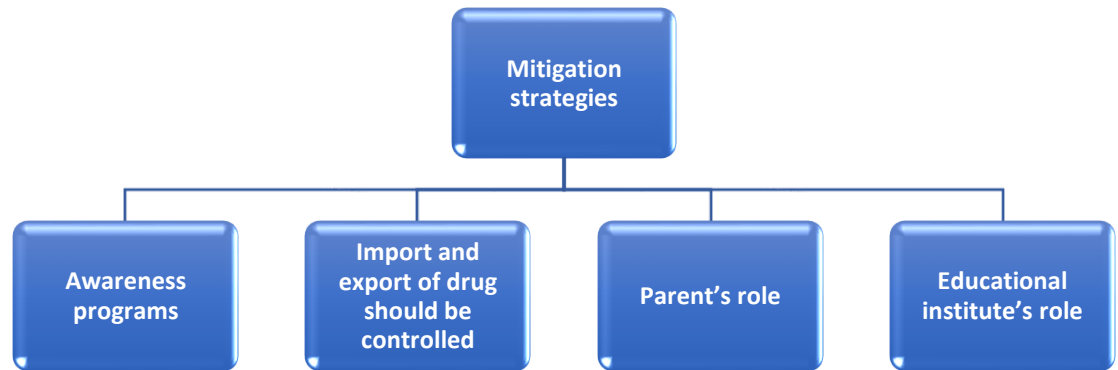 Mitigation
strategies
Awareness
programs
Import and
export of drug
should be
controlled
Parent’s role
Educational
institute’s role